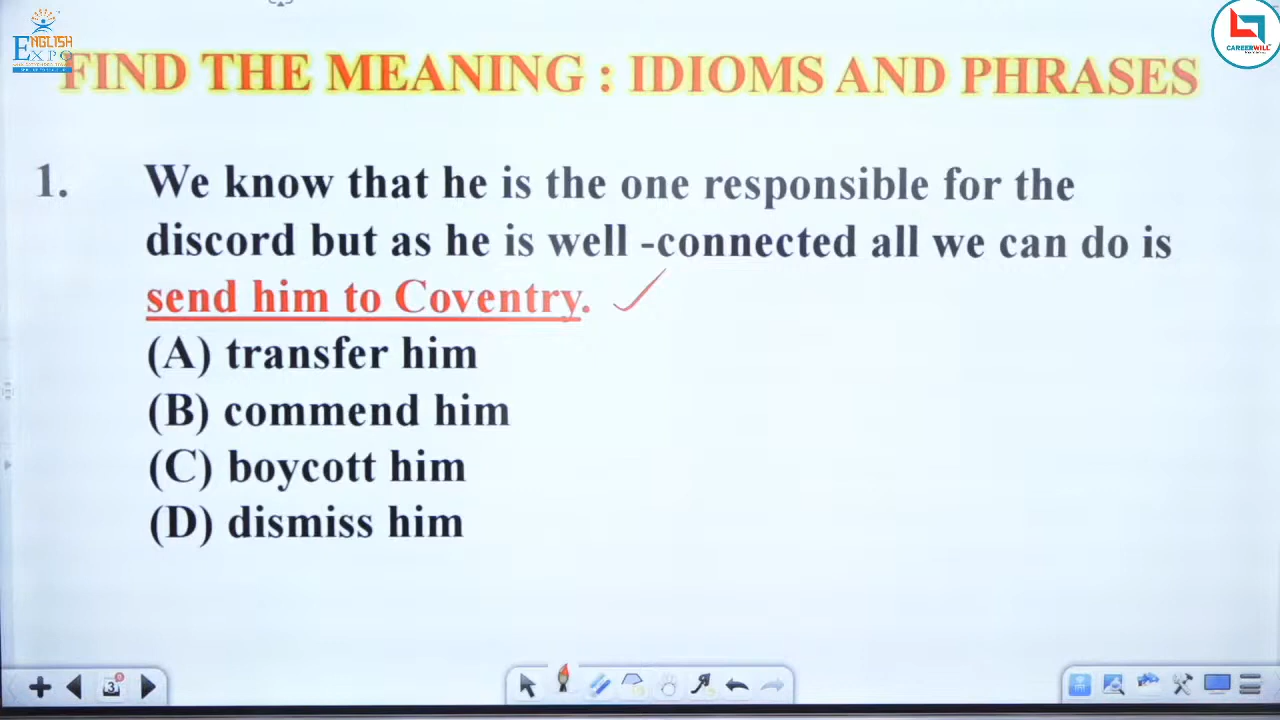 ENGLISH
EXPO
CAREERWILL
FIND THE MEANING : IDIOMS AND PHRASES
1. We know that he is the one responsible for the
discord but as he is well -connected all we can do is
send him to Coventry.
(A) transfer him
(B) commend him
(C) boycott him
(D) dismiss him
3